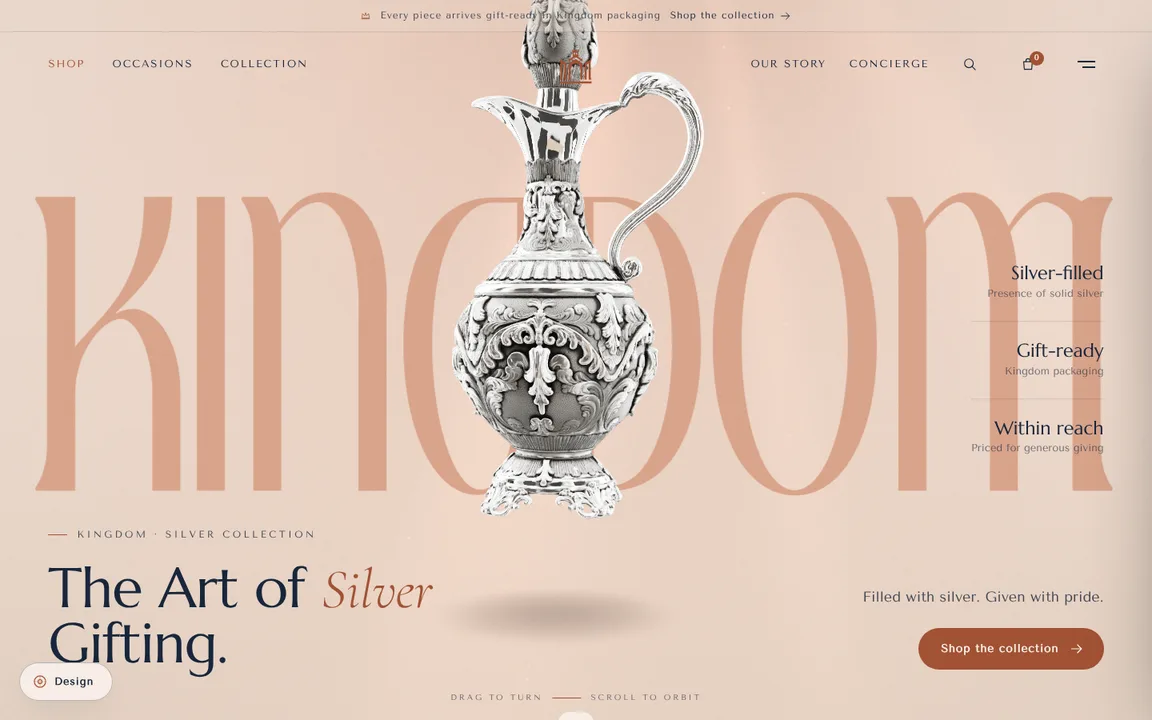 Every piece arrives gift-ready in Kingdom packaging Shop the collection →
SHOP OCCASIONS COLLECTION OUR STORY CONCIERGE 0
KINGDOM
Silver-filled
Presence of solid silver
Gift-ready
Kingdom packaging
Within reach
Priced for generous giving
KINGDOM · SILVER COLLECTION
The Art of Silver
Gifting.
Filled with silver. Given with pride.
Shop the collection →
Design
DRAG TO TURN — SCROLL TO ORBIT